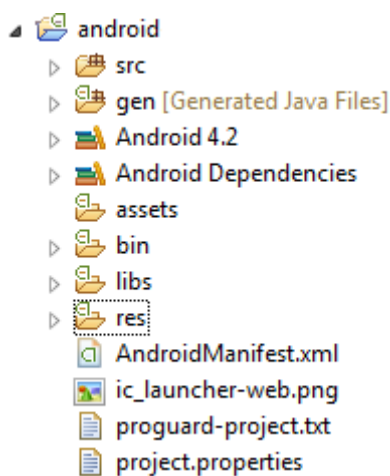 android
src
gen [Generated Java Files]
Android 4.2
Android Dependencies
assets
bin
libs
res
AndroidManifest.xml
ic_launcher-web.png
proguard-project.txt
project.properties